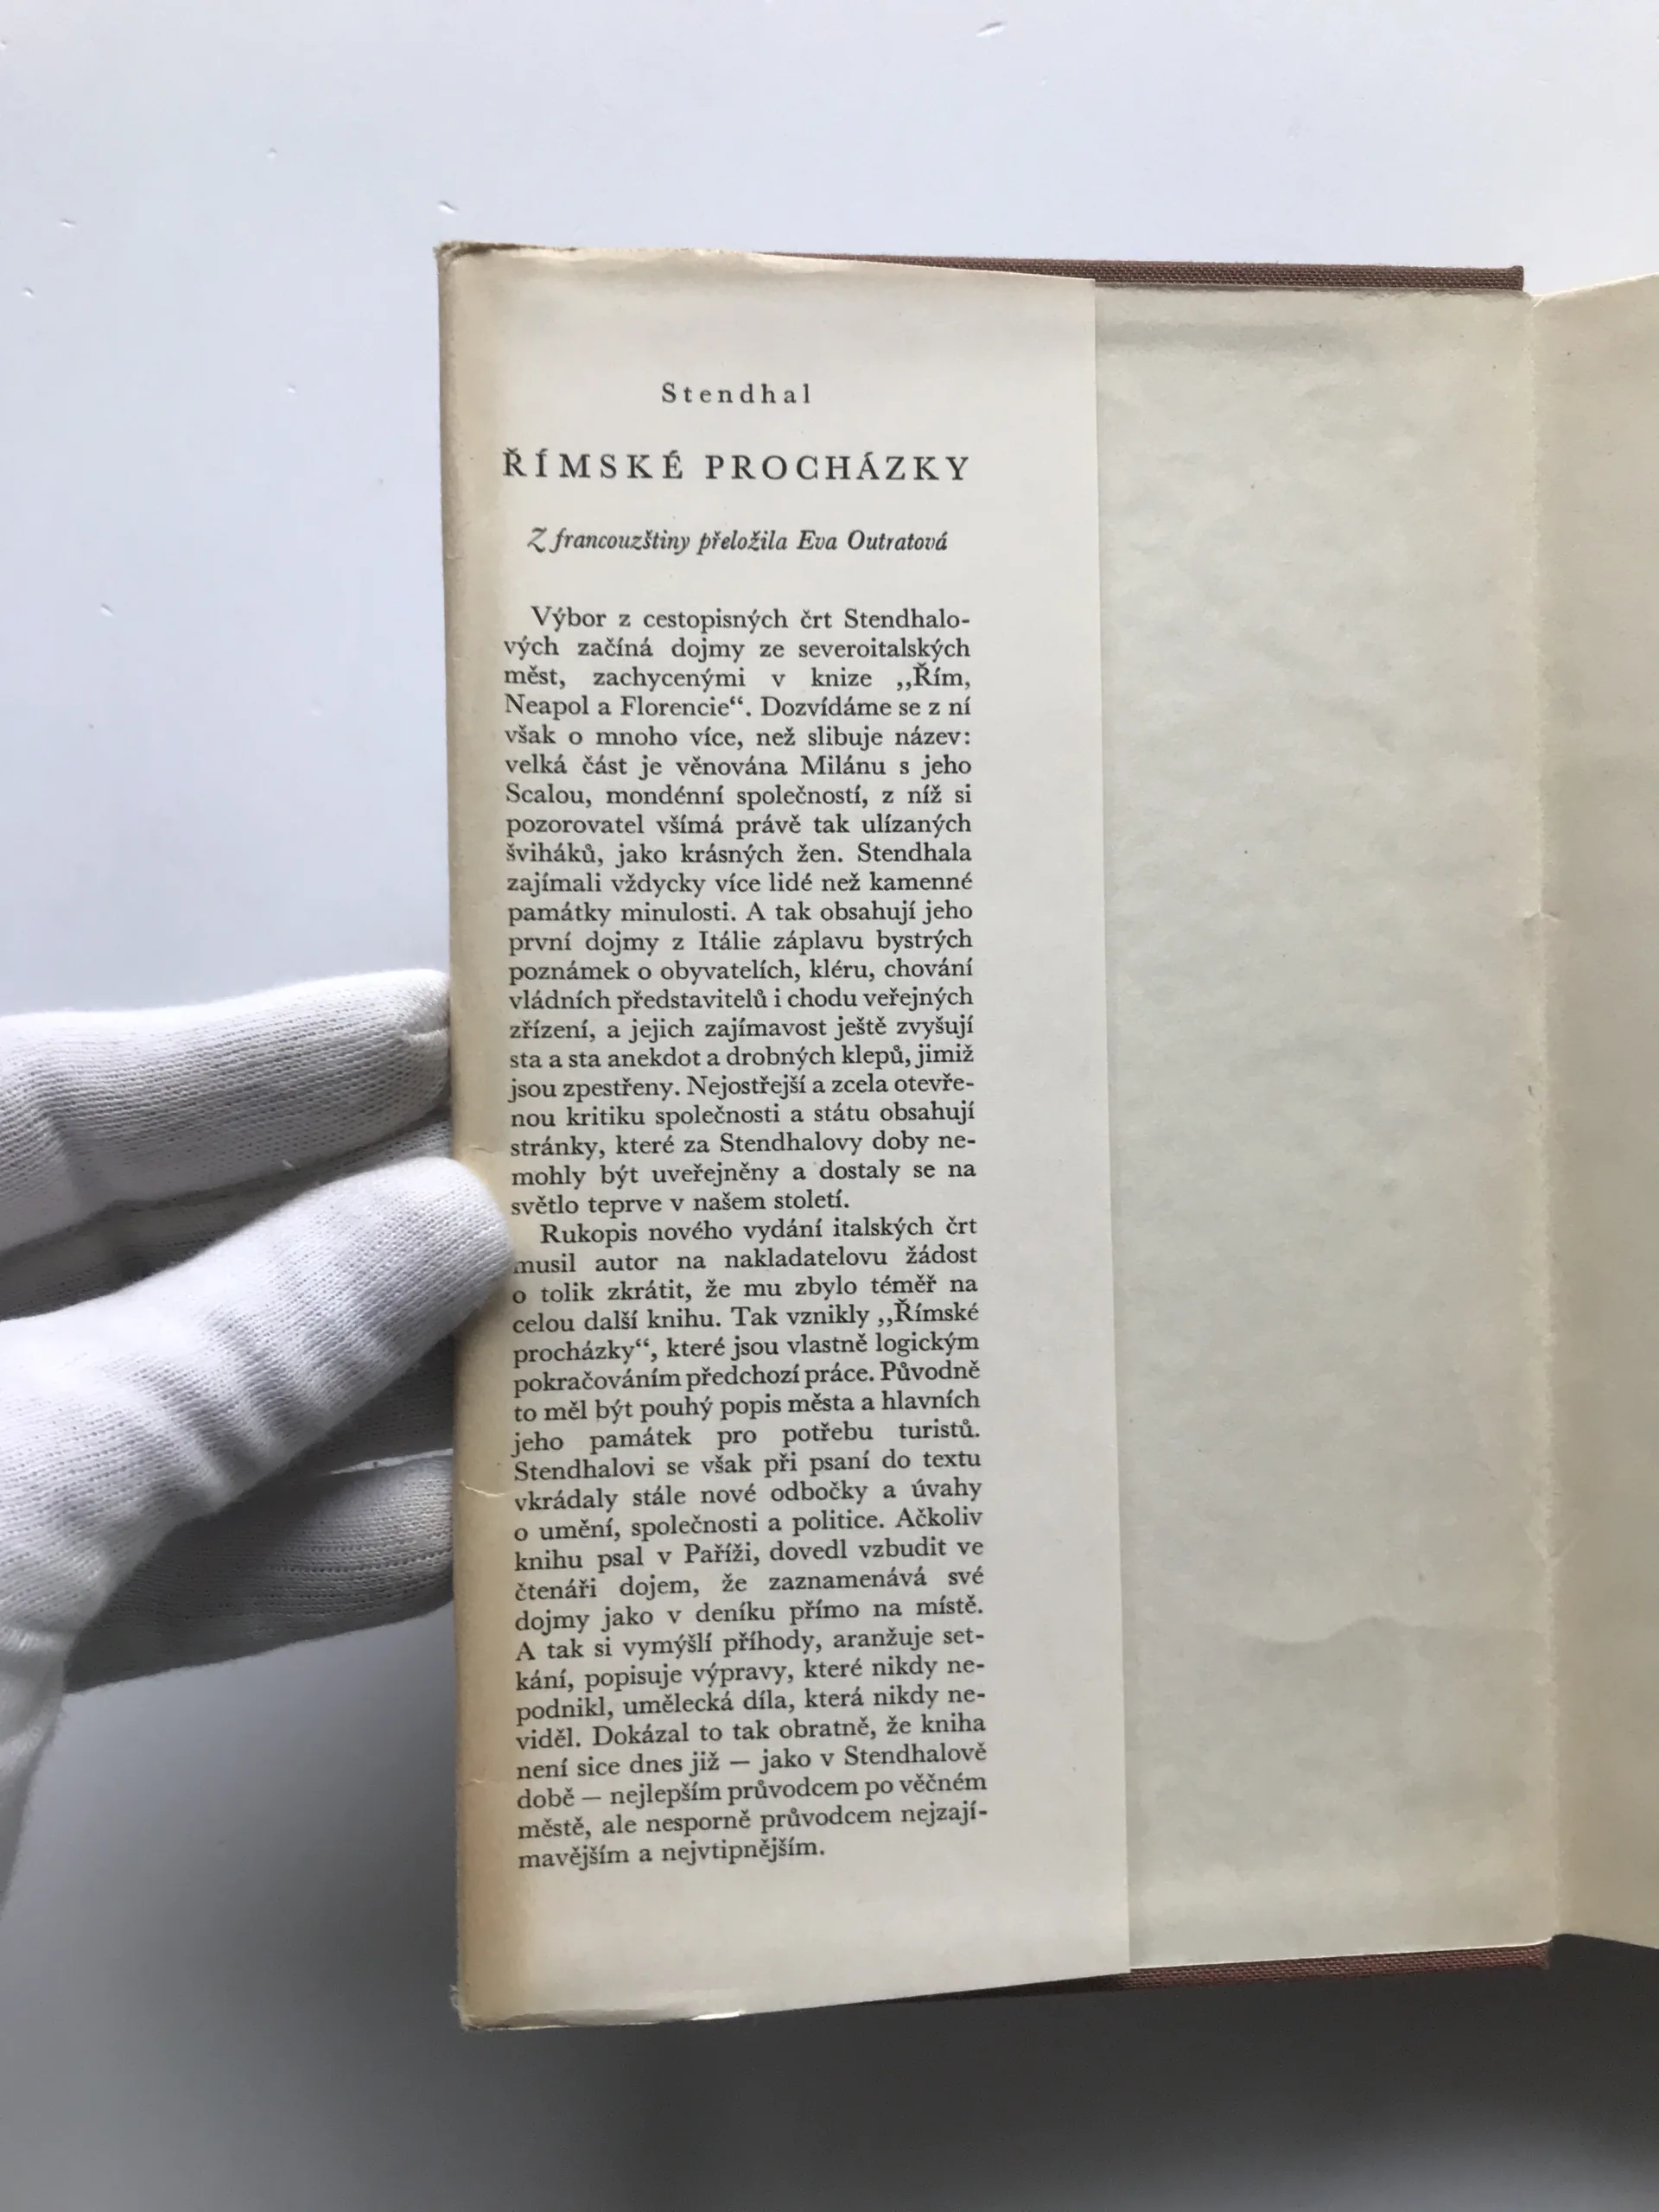 Stendhal
ŘÍMSKÉ PROCHÁZKY
Z francouzštiny přeložila Eva Outratová
Výbor z cestopisných črt Stendhalo-
vých začíná dojmy ze severoitalských
měst, zachycenými v knize „Řím,
Neapol a Florencie“. Dozvídáme se z ní
však o mnoho více, než slibuje název:
velká část je věnována Milánu s jeho
Scalou, mondénní společností, z níž si
pozorovatel všímá právě tak ulízaných
šviháků, jako krásných žen. Stendhala
zajímali vždycky více lidé než kamenné
památky minulosti. A tak obsahují jeho
první dojmy z Itálie záplavu bystrých
poznámek o obyvatelích, kléru, chování
vládních představitelů i chodu veřejných
zřízení, a jejich zajímavost ještě zvyšují
sta a sta anekdot a drobných klepů, jimiž
jsou zpestřeny. Nejostřejší a zcela otevře-
nou kritiku společnosti a státu obsahují
stránky, které za Stendhalovy doby ne-
mohly být uveřejněny a dostaly se na
světlo teprve v našem století.
Rukopis nového vydání italských črt
musil autor na nakladatelovu žádost
o tolik zkrátit, že mu zbylo téměř na
celou další knihu. Tak vznikly „Římské
procházky“, které jsou vlastně logickým
pokračováním předchozí práce. Původně
to měl být pouhý popis města a hlavních
jeho památek pro potřebu turistů.
Stendhalovi se však při psaní do textu
vkrádaly stále nové odbočky a úvahy
o umění, společnosti a politice. Ačkoliv
knihu psal v Paříži, dovedl vzbudit ve
čtenáři dojem, že zaznamenává své
dojmy jako v deníku přímo na místě.
A tak si vymýšlí příhody, aranžuje set-
kání, popisuje výpravy, které nikdy ne-
podnikl, umělecká díla, která nikdy ne-
viděl. Dokázal to tak obratně, že kniha
není sice dnes již — jako v Stendhalově
době — nejlepším průvodcem po věčném
městě, ale nesporně průvodcem nejzají-
mavějším a nejvtipnějším.